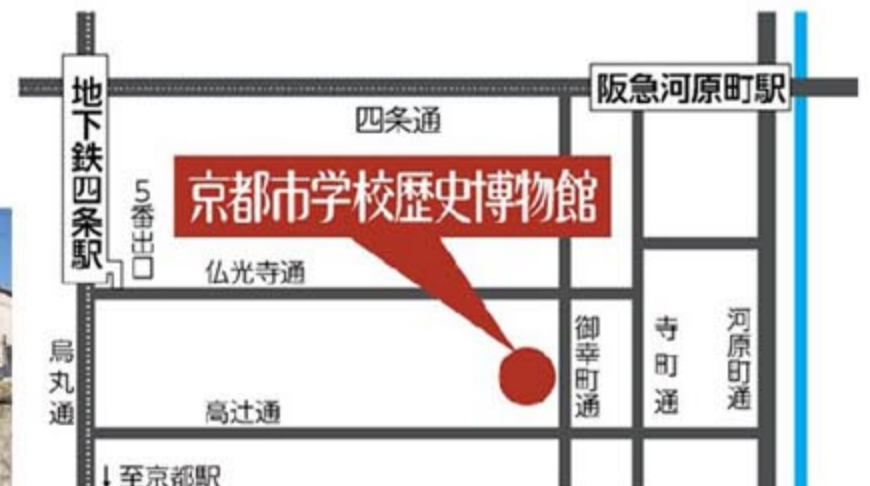 地下鉄四条駅
阪急河原町駅
四条通
5番出口
京都市学校歴史博物館
仏光寺通
御幸町通
寺町通
河原町通
烏丸通
高辻通
↓至京都駅